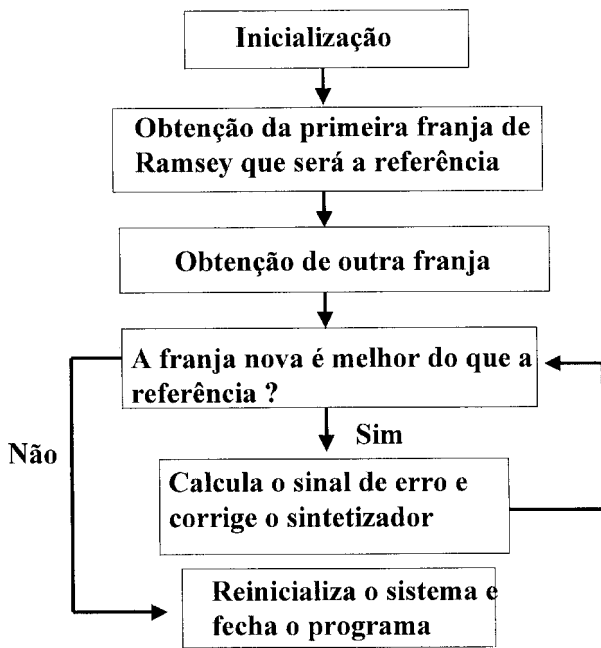 Inicialização
Obtenção da primeira franja de
Ramsey que será a referência
Obtenção de outra franja
A franja nova é melhor do que a
referência ?
Sim
Não
Calcula o sinal de erro e
corrige o sintetizador
Reinicializa o sistema e
fecha o programa